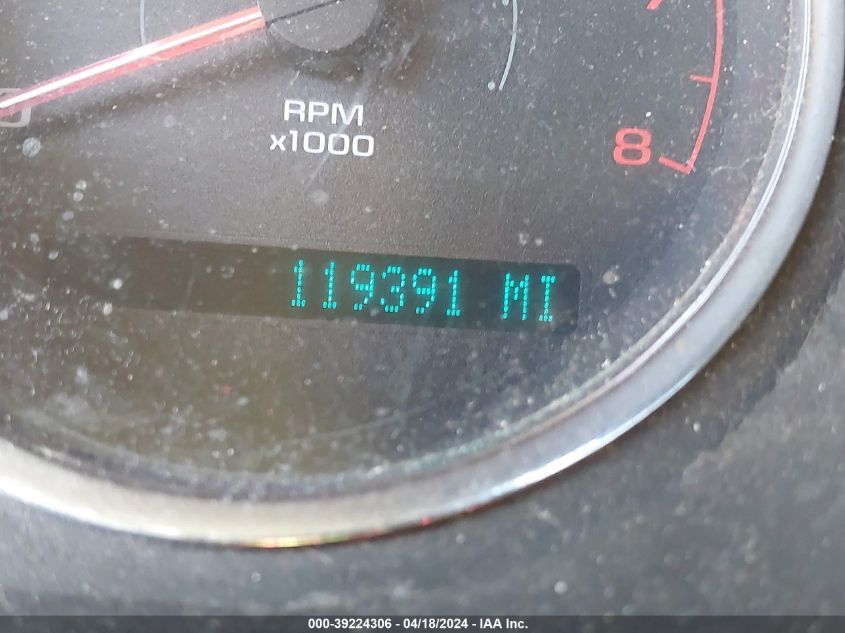 RPM
x1000
8
119391 MI
000-39224306 - 04/18/2024 - IAA Inc.